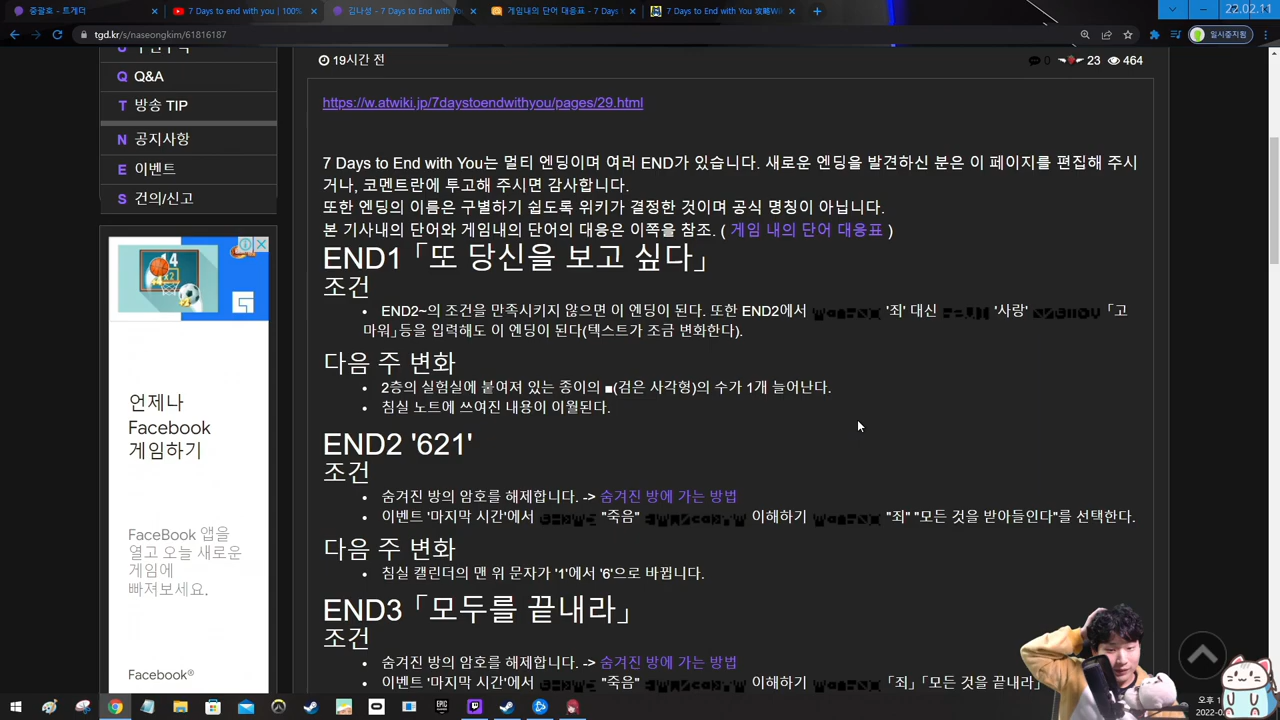 22.02.11
중괄호 - 트게더
7 Days to end with you | 100%
김나성 - 7 Days to End with Yo
게임내의 단어 대응표 - 7 Days
7 Days to End with You 攻略Wi
tgd.kr/s/naseongkim/61816187
일시중지됨
Q Q&A
T 방송 TIP
N 공지사항
E 이벤트
S 건의/신고
19시간 전
0 23 464
https://w.atwiki.jp/7daystoendwithyou/pages/29.html
7 Days to End with You는 멀티 엔딩이며 여러 END가 있습니다. 새로운 엔딩을 발견하신 분은 이 페이지를 편집해 주시
거나, 코멘트란에 투고해 주시면 감사합니다.
또한 엔딩의 이름은 구별하기 쉽도록 위키가 결정한 것이며 공식 명칭이 아닙니다.
본 기사내의 단어와 게임내의 단어의 대응은 이쪽을 참조. ( 게임 내의 단어 대응표 )
END1「또 당신을 보고 싶다」
조건
• END2~의 조건을 만족시키지 않으면 이 엔딩이 된다. 또한 END2에서 '죄' 대신 '사랑' 「고
마워」등을 입력해도 이 엔딩이 된다(텍스트가 조금 변화한다).
다음 주 변화
• 2층의 실험실에 붙여져 있는 종이의 ■(검은 사각형)의 수가 1개 늘어난다.
• 침실 노트에 쓰여진 내용이 이월된다.
END2 '621'
조건
• 숨겨진 방의 암호를 해제합니다. -> 숨겨진 방에 가는 방법
• 이벤트 '마지막 시간'에서 "죽음" 이해하기 "죄" "모든 것을 받아들인다"를 선택한다.
다음 주 변화
• 침실 캘린더의 맨 위 문자가 '1'에서 '6'으로 바뀝니다.
END3「모두를 끝내라」
조건
• 숨겨진 방의 암호를 해제합니다. -> 숨겨진 방에 가는 방법
• 이벤트 '마지막 시간'에서 "죽음" 이해하기 「죄」「모든 것을 끝내라」
언제나
Facebook
게임하기
FaceBook 앱을
열고 오늘 새로운
게임에
빠져보세요.
Facebook®
EPIC